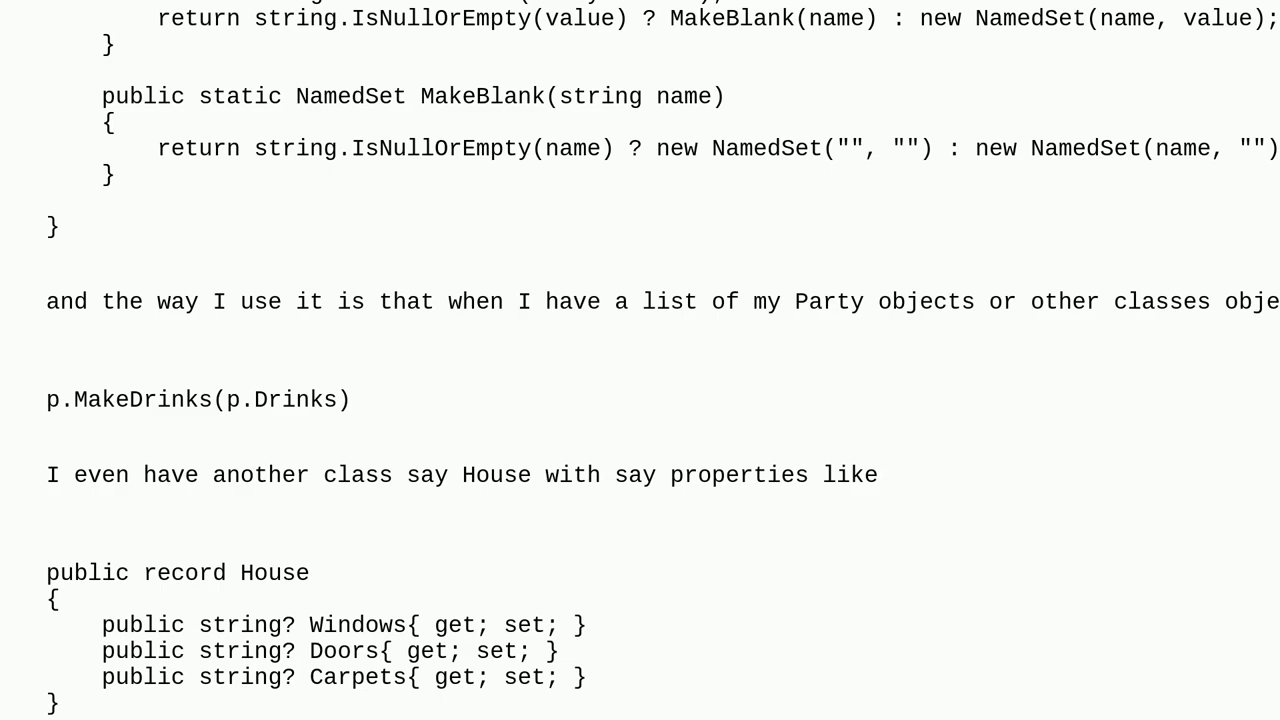 return string.IsNullOrEmpty(value) ? MakeBlank(name) : new NamedSet(name, value);
}
public static NamedSet MakeBlank(string name)
{
return string.IsNullOrEmpty(name) ? new NamedSet("", "") : new NamedSet(name, "")
}
}
and the way I use it is that when I have a list of my Party objects or other classes obje
p.MakeDrinks(p.Drinks)
I even have another class say House with say properties like
public record House
{
public string? Windows{ get; set; }
public string? Doors{ get; set; }
public string? Carpets{ get; set; }
}